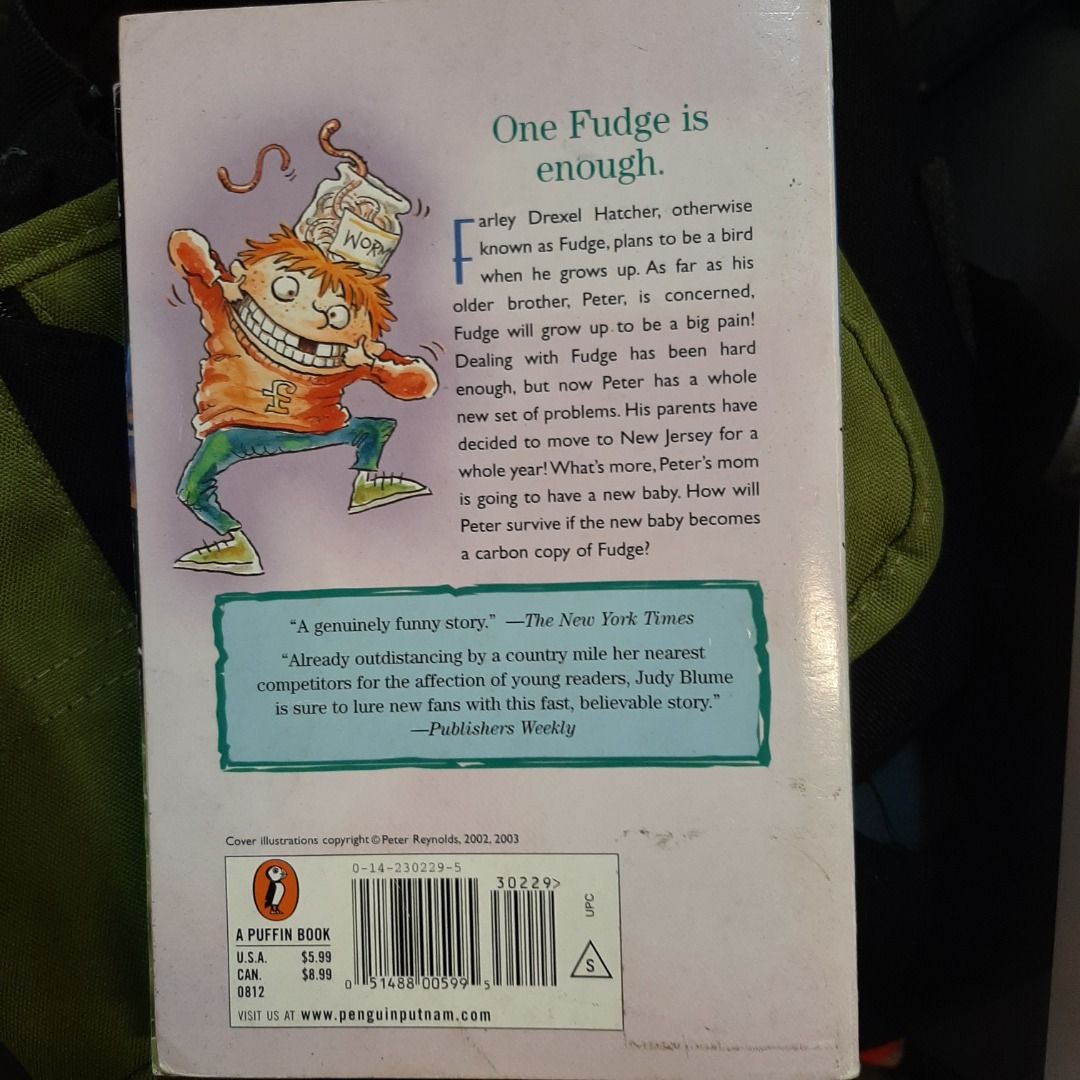 One Fudge is
enough.
WORM
Farley Drexel Hatcher, otherwise
known as Fudge, plans to be a bird
when he grows up. As far as his
older brother, Peter, is concerned,
Fudge will grow up to be a big pain!
Dealing with Fudge has been hard
enough, but now Peter has a whole
new set of problems. His parents have
decided to move to New Jersey for a
whole year! What's more, Peter's mom
is going to have a new baby. How will
Peter survive if the new baby becomes
a carbon copy of Fudge?
£
"A genuinely funny story." —The New York Times
"Already outdistancing by a country mile her nearest
competitors for the affection of young readers, Judy Blume
is sure to lure new fans with this fast, believable story."
—Publishers Weekly
Cover illustrations copyright © Peter Reynolds, 2002, 2003
0-14-230229-5
30229>
UPC
A PUFFIN BOOK
U.S.A. $5.99
CAN. $8.99
0812
0 51488 00599 5
S
VISIT US AT www.penguinputnam.com